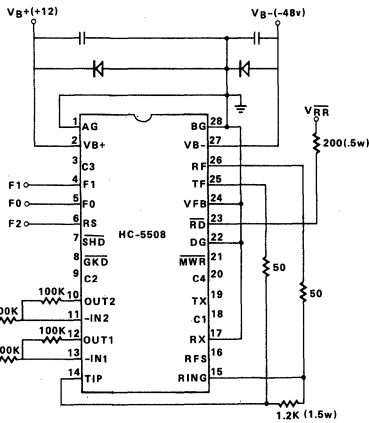 VB+(+12)
VB-(-48v)
VRR
200(.5w)
1 AG
BG 28
2 VB+
VB- 27
3 C3
RF 26
F1 4 F1
TF 25
F0 5 F0
VFB 24
F2 6 RS
RD 23
HC-5508
7 SHD
DG 22
8 GKD
MWR 21
9 C2
C4 20
100K 10 OUT2
TX 19
11 -IN2
C1 18
100K 12 OUT1
RX 17
13 -IN1
RFS 16
14 TIP
RING 15
50
50
1.2K (1.5w)